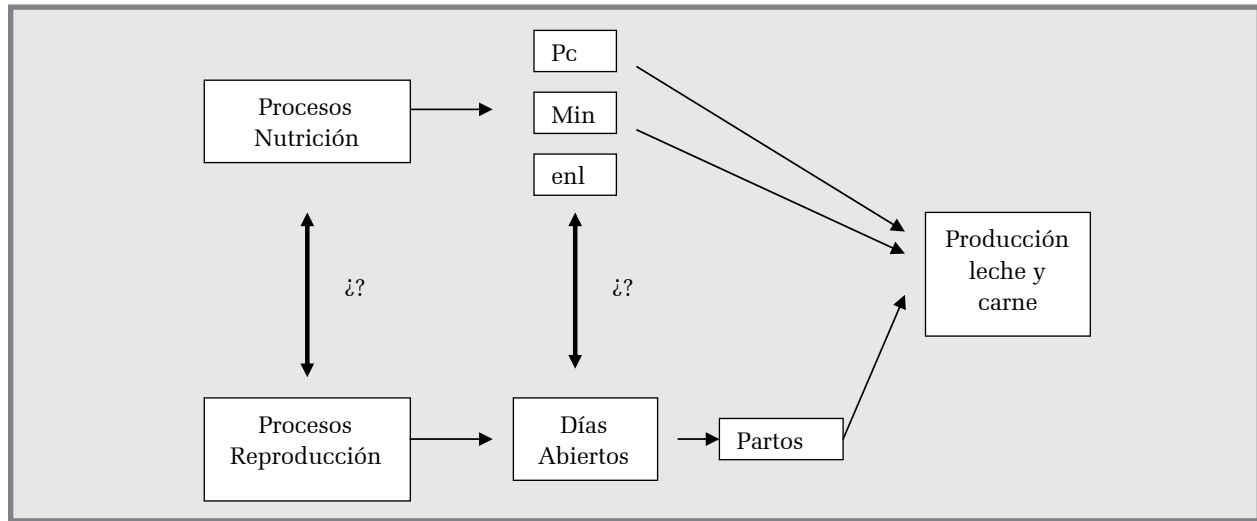 Pc
Procesos
Nutrición
Min
enl
Producción
leche y
carne
¿?
¿?
Procesos
Reproducción
Días
Abiertos
Partos